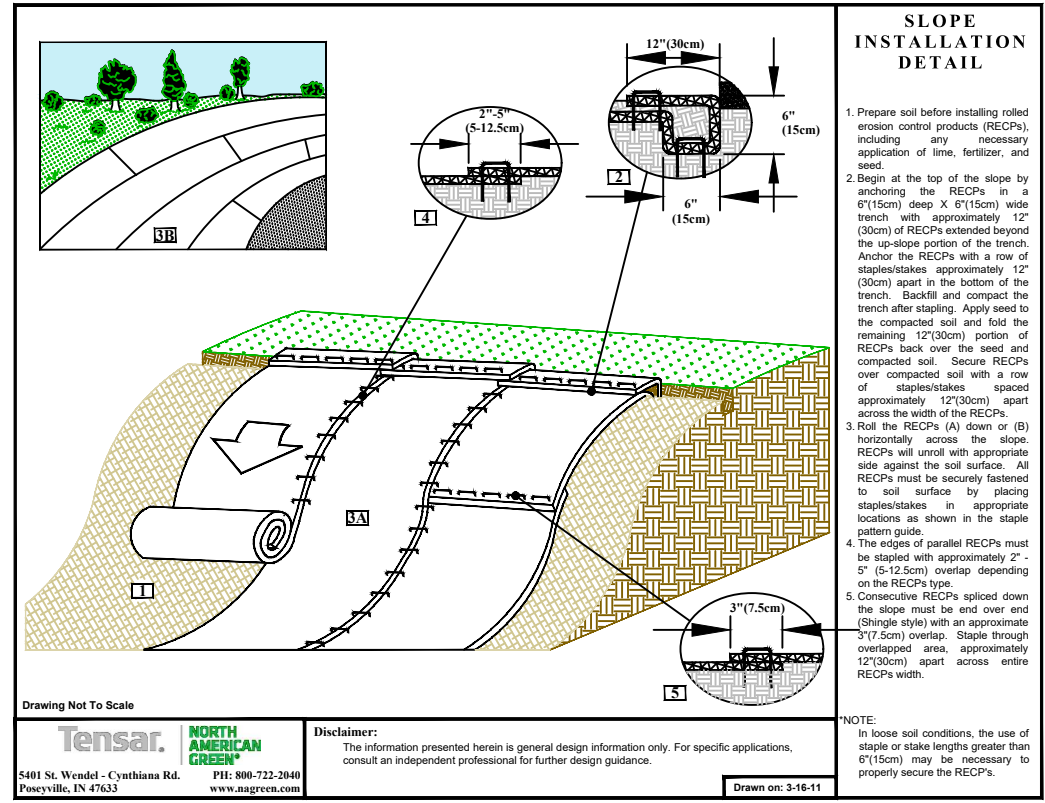 SLOPE
INSTALLATION
DETAIL
12"(30cm)
2"-5"
(5-12.5cm)
6"
(15cm)
2
4
6"
(15cm)
3B
3A
1
3"(7.5cm)
5
1. Prepare soil before installing rolled
erosion control products (RECPs),
including any necessary
application of lime, fertilizer, and
seed.
2. Begin at the top of the slope by
anchoring the RECPs in a
6"(15cm) deep X 6"(15cm) wide
trench with approximately 12"
(30cm) of RECPs extended beyond
the up-slope portion of the trench.
Anchor the RECPs with a row of
staples/stakes approximately 12"
(30cm) apart in the bottom of the
trench. Backfill and compact the
trench after stapling. Apply seed to
the compacted soil and fold the
remaining 12"(30cm) portion of
RECPs back over the seed and
compacted soil. Secure RECPs
over compacted soil with a row
of staples/stakes spaced
approximately 12"(30cm) apart
across the width of the RECPs.
3. Roll the RECPs (A) down or (B)
horizontally across the slope.
RECPs will unroll with appropriate
side against the soil surface. All
RECPs must be securely fastened
to soil surface by placing
staples/stakes in appropriate
locations as shown in the staple
pattern guide.
4. The edges of parallel RECPs must
be stapled with approximately 2" -
5" (5-12.5cm) overlap depending
on the RECPs type.
5. Consecutive RECPs spliced down
the slope must be end over end
(Shingle style) with an approximate
3"(7.5cm) overlap. Staple through
overlapped area, approximately
12"(30cm) apart across entire
RECPs width.
*NOTE:
In loose soil conditions, the use of
staple or stake lengths greater than
6"(15cm) may be necessary to
properly secure the RECP's.
Drawing Not To Scale
Tensar.
NORTH
AMERICAN
GREEN®
5401 St. Wendel - Cynthiana Rd.
Poseyville, IN 47633
PH: 800-722-2040
www.nagreen.com
Disclaimer:
The information presented herein is general design information only. For specific applications,
consult an independent professional for further design guidance.
Drawn on: 3-16-11